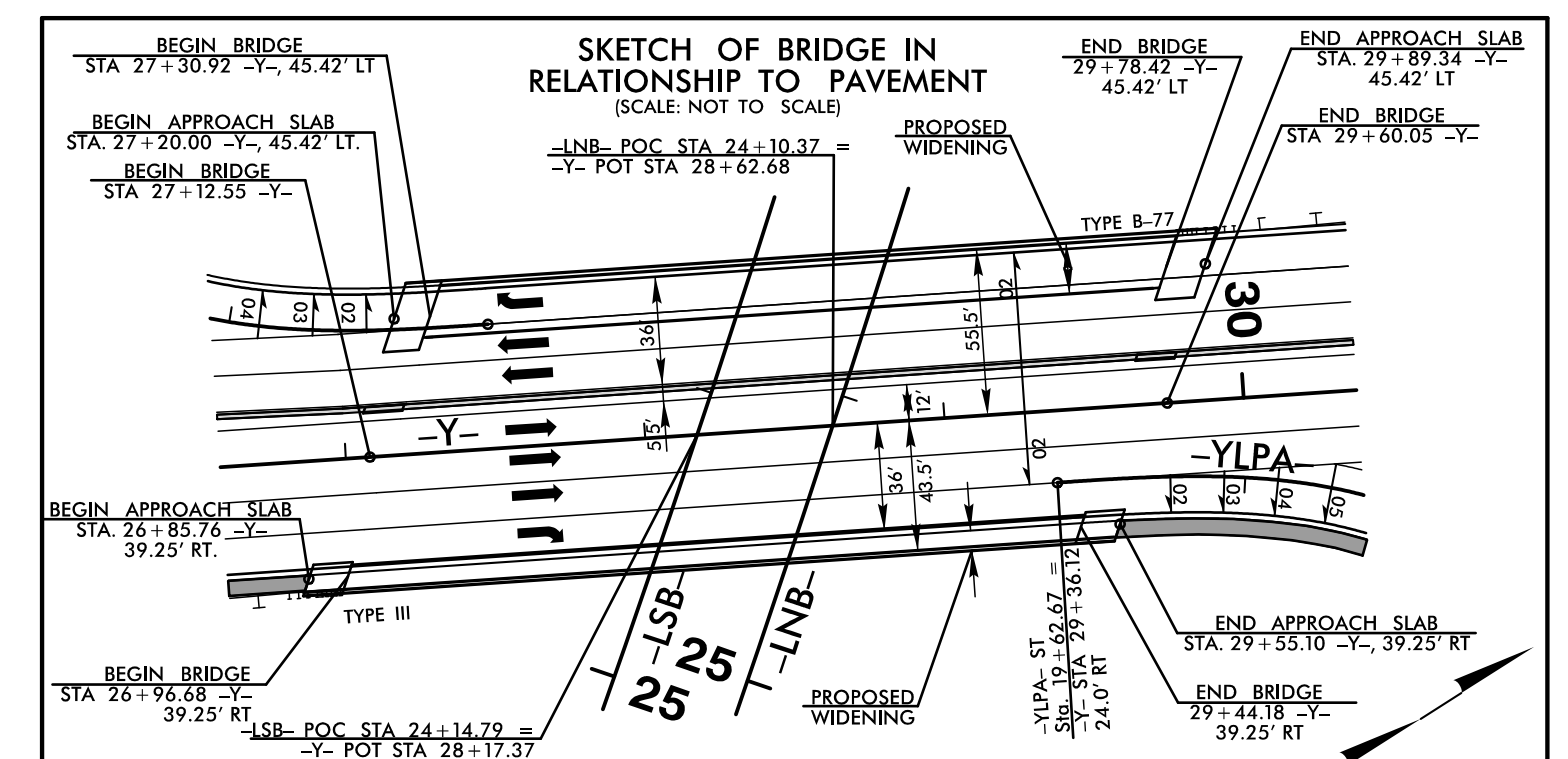 SKETCH OF BRIDGE IN
RELATIONSHIP TO PAVEMENT
(SCALE: NOT TO SCALE)
BEGIN BRIDGE
STA 27+30.92 -Y-, 45.42' LT
BEGIN APPROACH SLAB
STA. 27+20.00 -Y-, 45.42' LT.
BEGIN BRIDGE
STA 27+12.55 -Y-
-LNB- POC STA 24+10.37 =
-Y- POT STA 28+62.68
PROPOSED
WIDENING
END BRIDGE
29+78.42 -Y-
45.42' LT
END APPROACH SLAB
STA. 29+89.34 -Y-
45.42' LT
END BRIDGE
STA 29+60.05 -Y-
TYPE B-77
04
03
02
36'
55.5'
02
30
5.5'
12'
-Y-
02
-YLPA-
36'
43.5'
02
03
04
05
BEGIN APPROACH SLAB
STA. 26+85.76 -Y-
39.25' RT.
TYPE III
BEGIN BRIDGE
STA 26+96.68 -Y-
39.25' RT
-LSB-
25
-LNB-
25
-LSB- POC STA 24+14.79 =
-Y- POT STA 28+17.37
PROPOSED
WIDENING
-YLPA- ST
Sta. 19+62.67 =
-Y- STA 29+36.12
24.0' RT
END APPROACH SLAB
STA. 29+55.10 -Y-, 39.25' RT
END BRIDGE
29+44.18 -Y-
39.25' RT